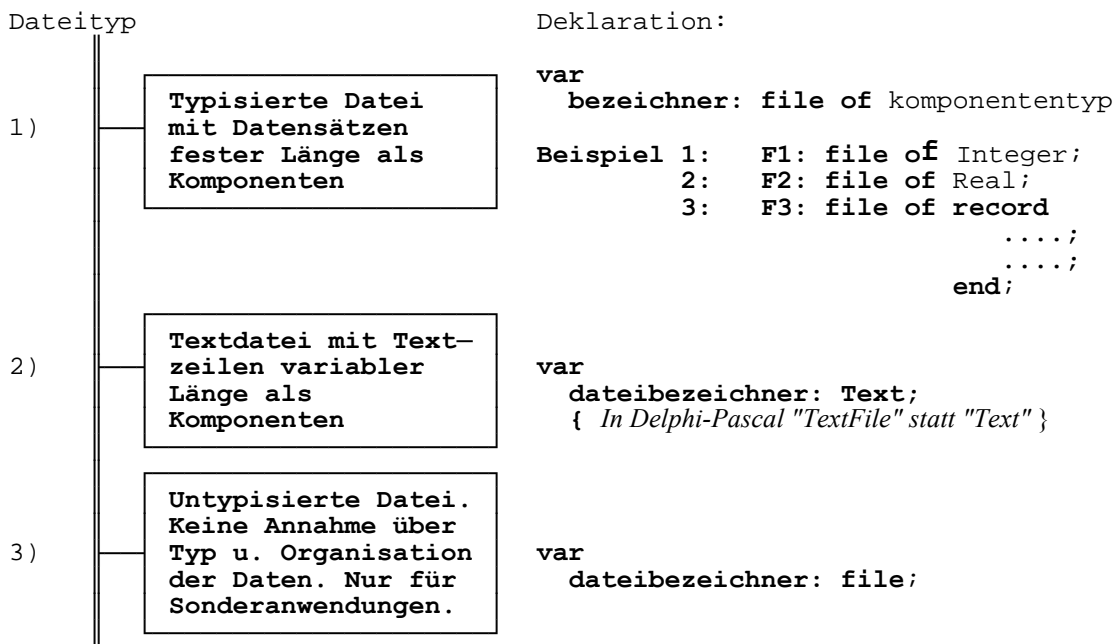 Dateityp
Deklaration:
1)
Typisierte Datei
mit Datensätzen
fester Länge als
Komponenten
var
bezeichner: file of komponententyp
Beispiel 1: F1: file of Integer;
2: F2: file of Real;
3: F3: file of record
....;
....;
end;
2)
Textdatei mit Text—
zeilen variabler
Länge als
Komponenten
var
dateibezeichner: Text;
{ In Delphi-Pascal "TextFile" statt "Text" }
3)
Untypisierte Datei.
Keine Annahme über
Typ u. Organisation
der Daten. Nur für
Sonderanwendungen.
var
dateibezeichner: file;